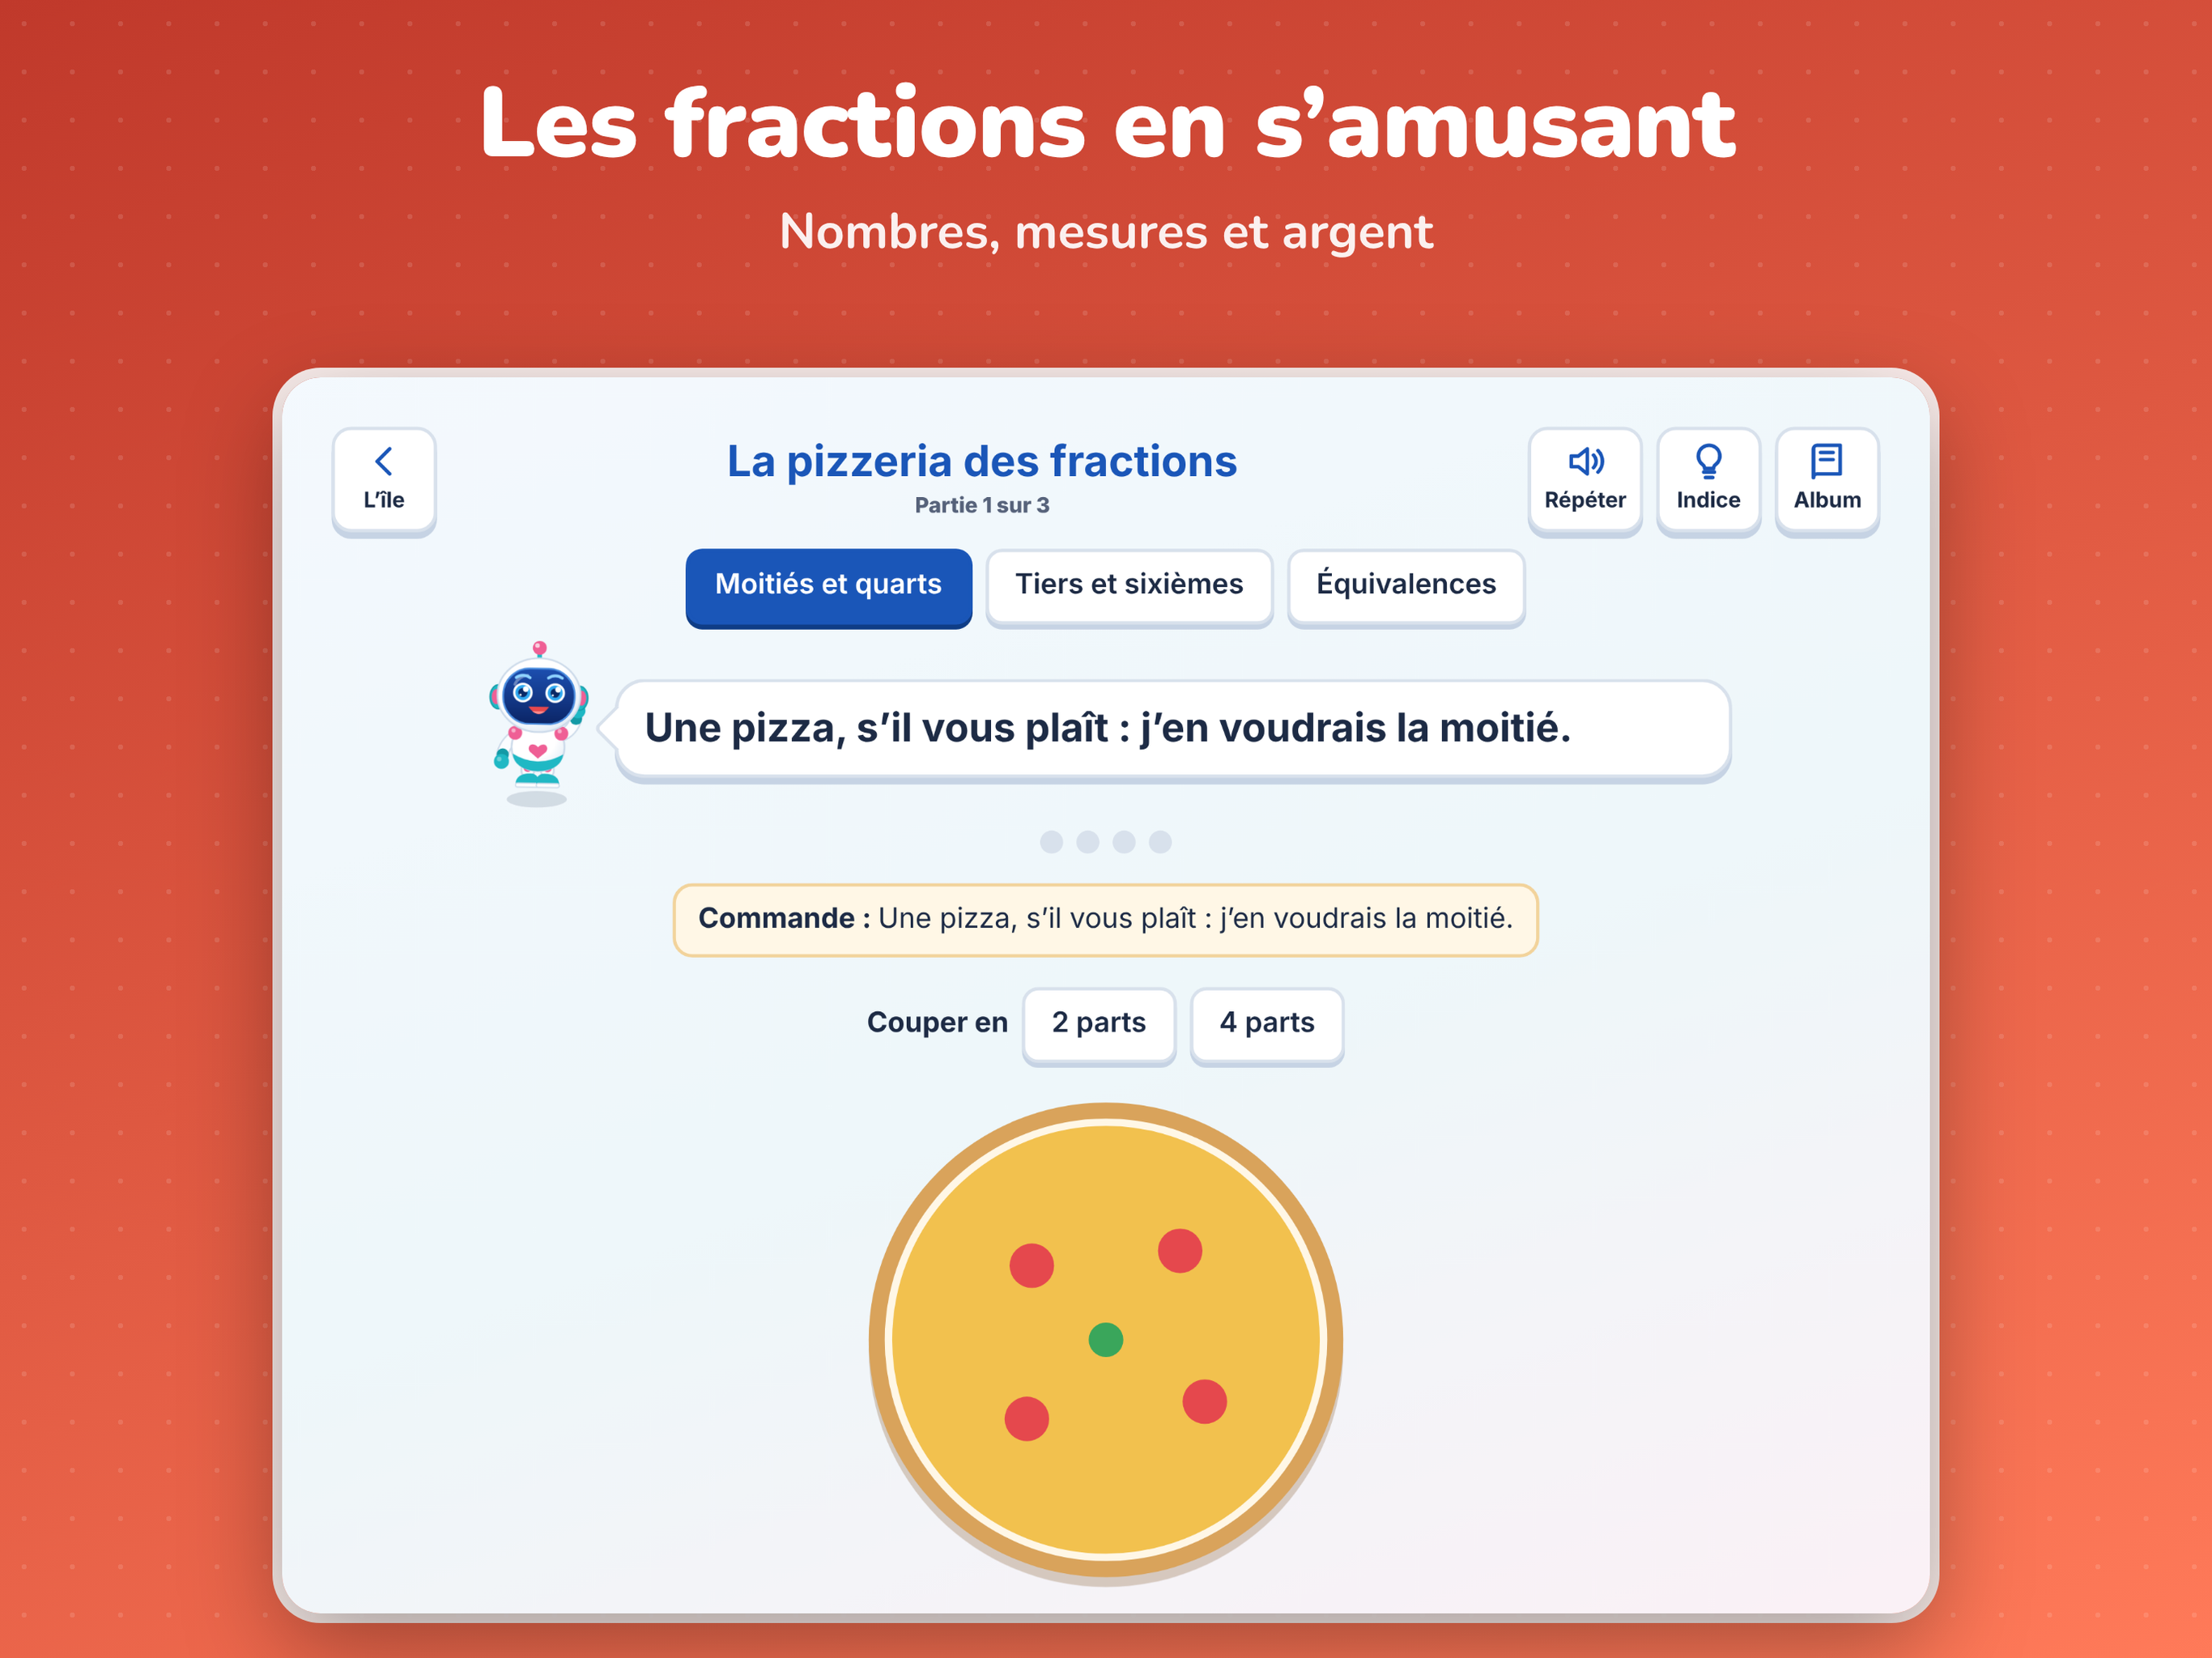 Les fractions en s’amusant
Nombres, mesures et argent
L’île
La pizzeria des fractions
Partie 1 sur 3
Répéter
Indice
Album
Moitiés et quarts
Tiers et sixièmes
Équivalences
Une pizza, s’il vous plaît : j’en voudrais la moitié.
Commande : Une pizza, s’il vous plaît : j’en voudrais la moitié.
Couper en
2 parts
4 parts